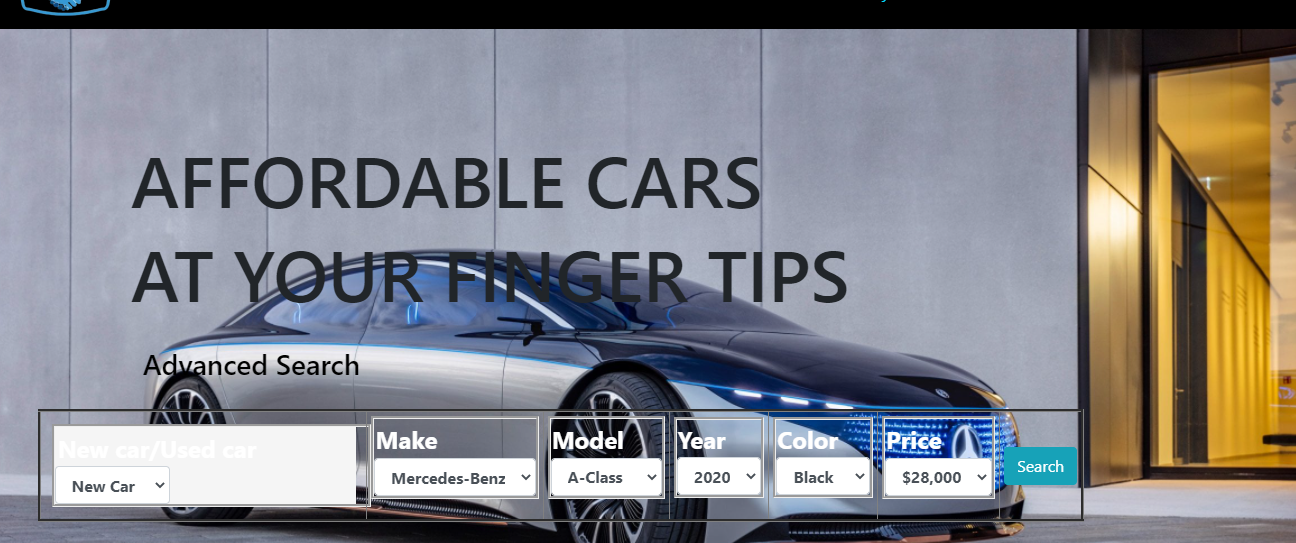 AFFORDABLE CARS
AT YOUR FINGER TIPS
Advanced Search
New car/Used car
Make
Model
Year
Color
Price
New Car
Mercedes-Benz
A-Class
2020
Black
$28,000
Search